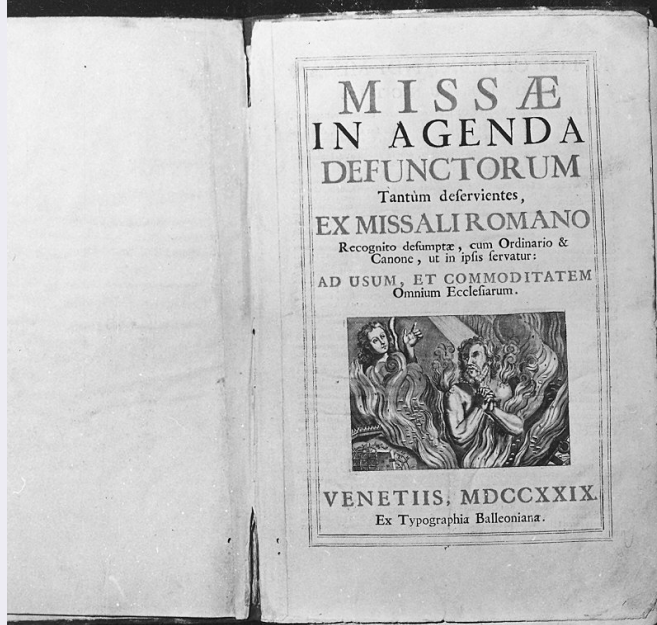 MISSÆ
IN AGENDA
DEFUNCTORUM
Tantùm deſervientes,
EX MISSALI ROMANO
Recognito deſumptæ, cum Ordinario &
Canone, ut in ipſis ſervatur:
AD USUM, ET COMMODITATEM
Omnium Eccleſiarum.
VENETIIS, MDCCXXIX.
Ex Typographia Balleoniana.